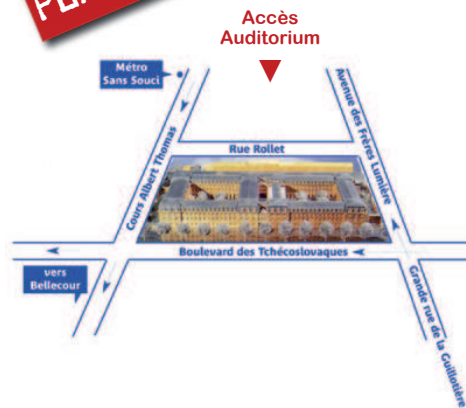 Accès
Auditorium
Métro
Sans Souci
Avenue des Frères Lumière
Cours Albert Thomas
Rue Rollet
Boulevard des Tchécoslovaques
vers
Bellecour
Grande rue de la Guillotière